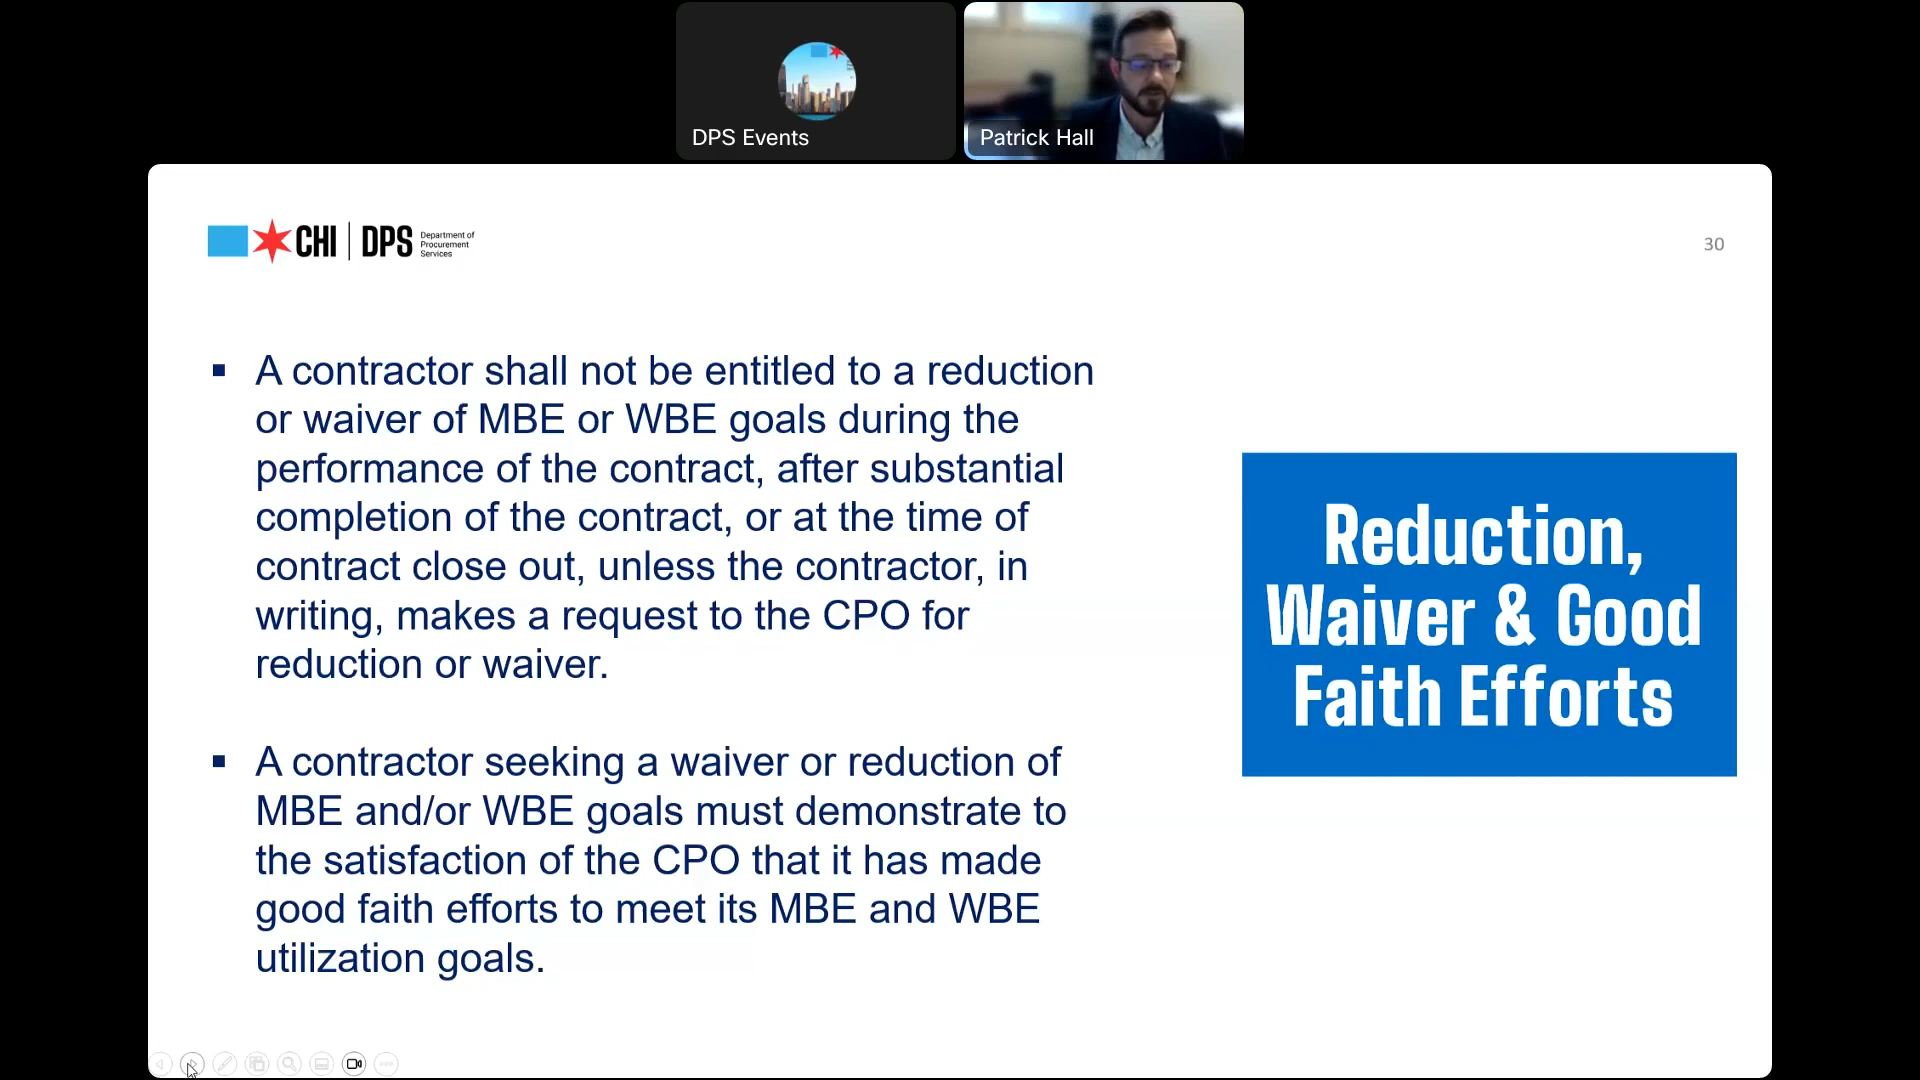 DPS Events
Patrick Hall
CHI | DPS
Department of
Procurement
Services
30
▪ A contractor shall not be entitled to a reduction
or waiver of MBE or WBE goals during the
performance of the contract, after substantial
completion of the contract, or at the time of
contract close out, unless the contractor, in
writing, makes a request to the CPO for
reduction or waiver.
▪ A contractor seeking a waiver or reduction of
MBE and/or WBE goals must demonstrate to
the satisfaction of the CPO that it has made
good faith efforts to meet its MBE and WBE
utilization goals.
Reduction,
Waiver & Good
Faith Efforts